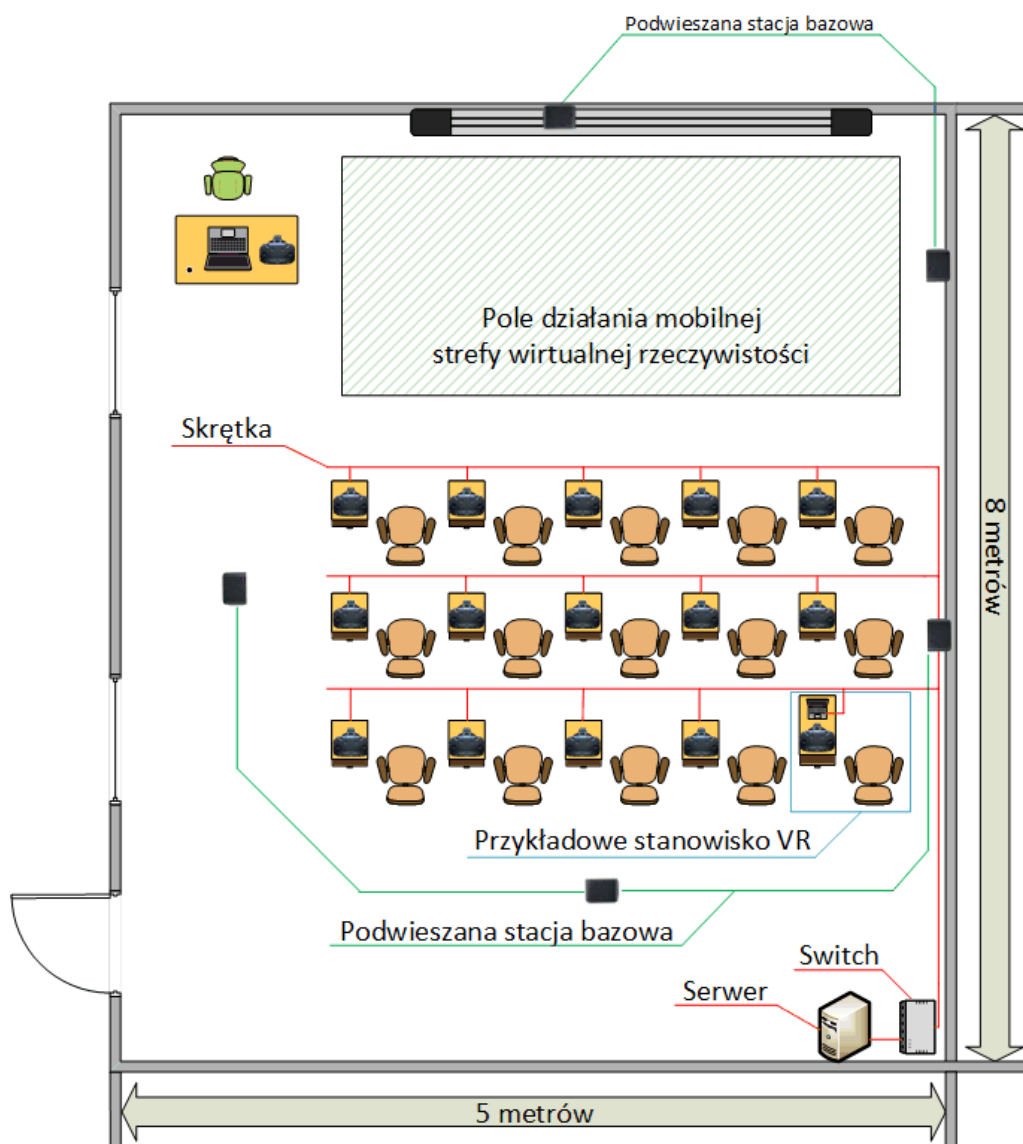 Podwieszana stacja bazowa
Pole działania mobilnej
strefy wirtualnej rzeczywistości
Skrętka
8 metrów
Przykładowe stanowisko VR
Podwieszana stacja bazowa
Switch
Serwer
5 metrów